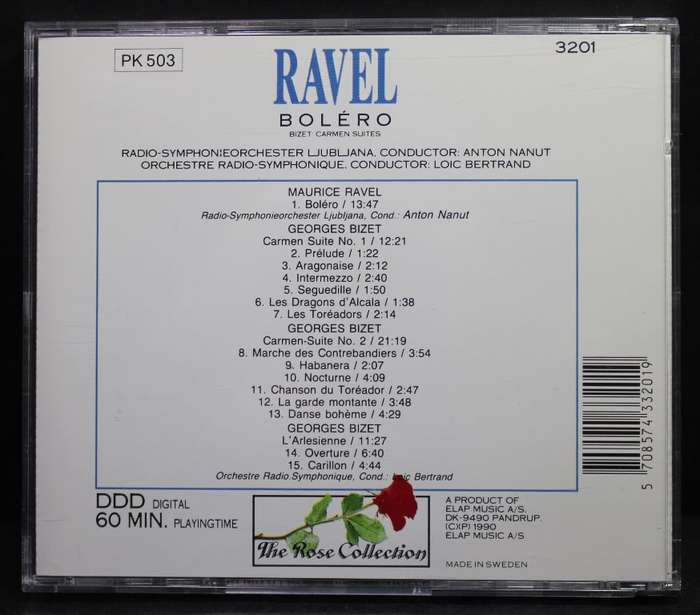 PK 503
3201
RAVEL
BOLÉRO
BIZET: CARMEN SUITES
RADIO-SYMPHONIEORCHESTER LJUBLJANA, CONDUCTOR: ANTON NANUT
ORCHESTRE RADIO-SYMPHONIQUE, CONDUCTOR: LOIC BERTRAND
MAURICE RAVEL
1. Boléro / 13:47
Radio-Symphonieorchester Ljubljana, Cond.: Anton Nanut
GEORGES BIZET
Carmen Suite No. 1 / 12:21
2. Prélude / 1:22
3. Aragonaise / 2:12
4. Intermezzo / 2:40
5. Seguedille / 1:50
6. Les Dragons d'Alcala / 1:38
7. Les Toréadors / 2:14
GEORGES BIZET
Carmen-Suite No. 2 / 21:19
8. Marche des Contrebandiers / 3:54
9. Habanera / 2:07
10. Nocturne / 4:09
11. Chanson du Toréador / 2:47
12. La garde montante / 3:48
13. Danse bohème / 4:29
GEORGES BIZET
L'Arlesienne / 11:27
14. Overture / 6:40
15. Carillon / 4:44
Orchestre Radio Symphonique, Cond.: Loic Bertrand
DDD DIGITAL
60 MIN. PLAYINGTIME
The Rose Collection
A PRODUCT OF
ELAP MUSIC A/S.
DK-9490 PANDRUP.
(C)(P) 1990
ELAP MUSIC A/S
MADE IN SWEDEN
5 708574 332019